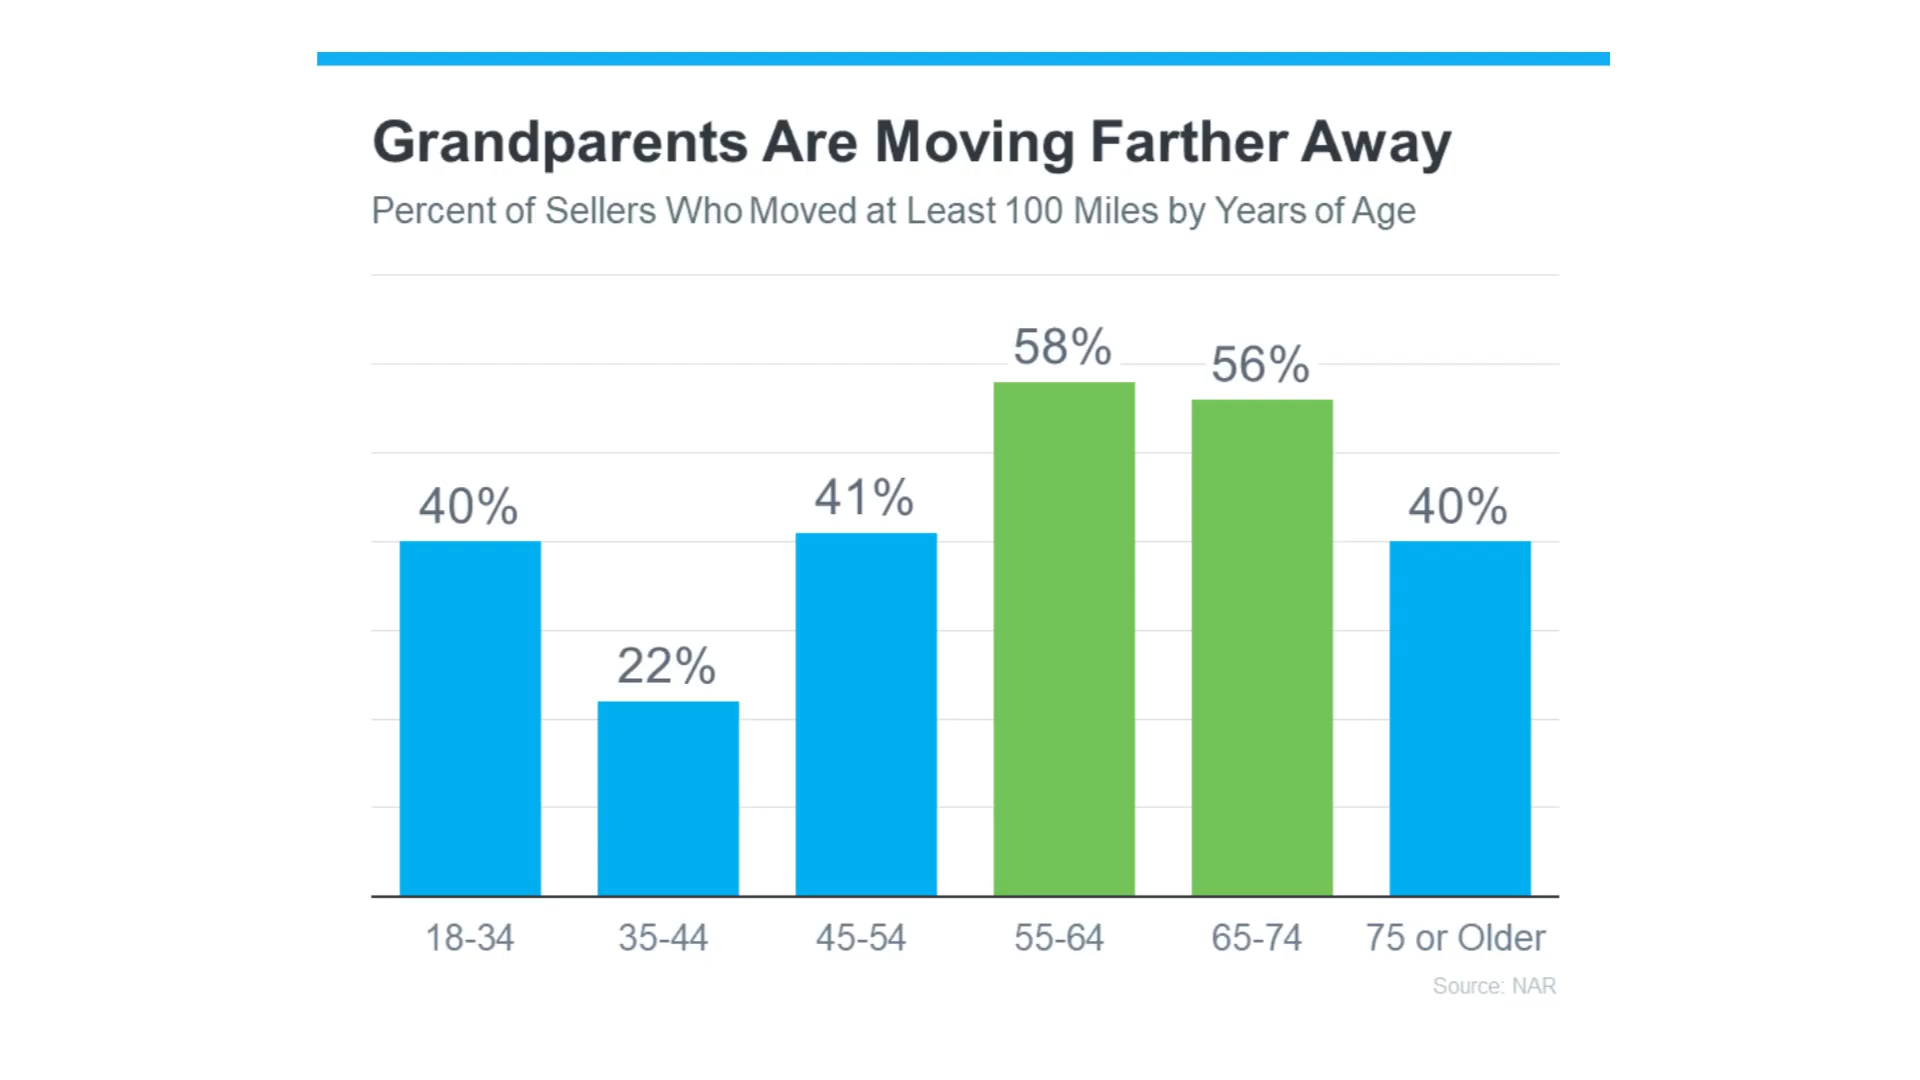 Grandparents Are Moving Farther Away
Percent of Sellers Who Moved at Least 100 Miles by Years of Age
58%
56%
40%
41%
40%
22%
18-34 35-44 45-54 55-64 65-74 75 or Older
Source: NAR